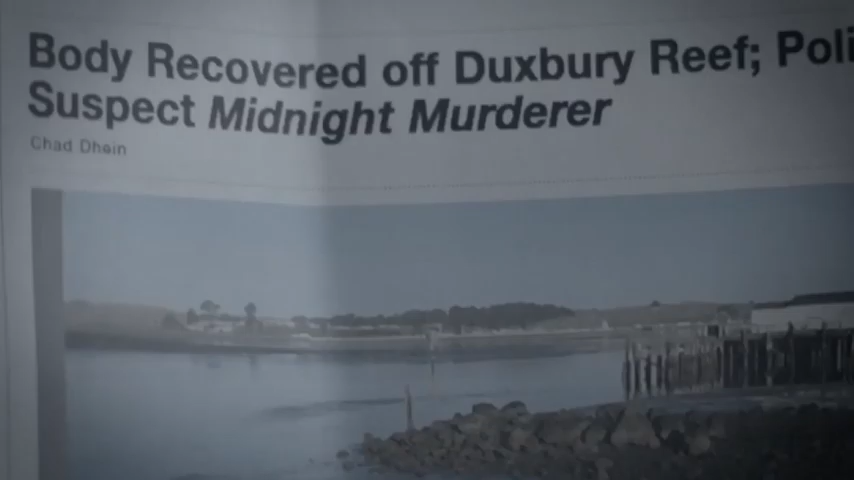 Body Recovered off Duxbury Reef; Poli
Suspect Midnight Murderer
Chad Dhein